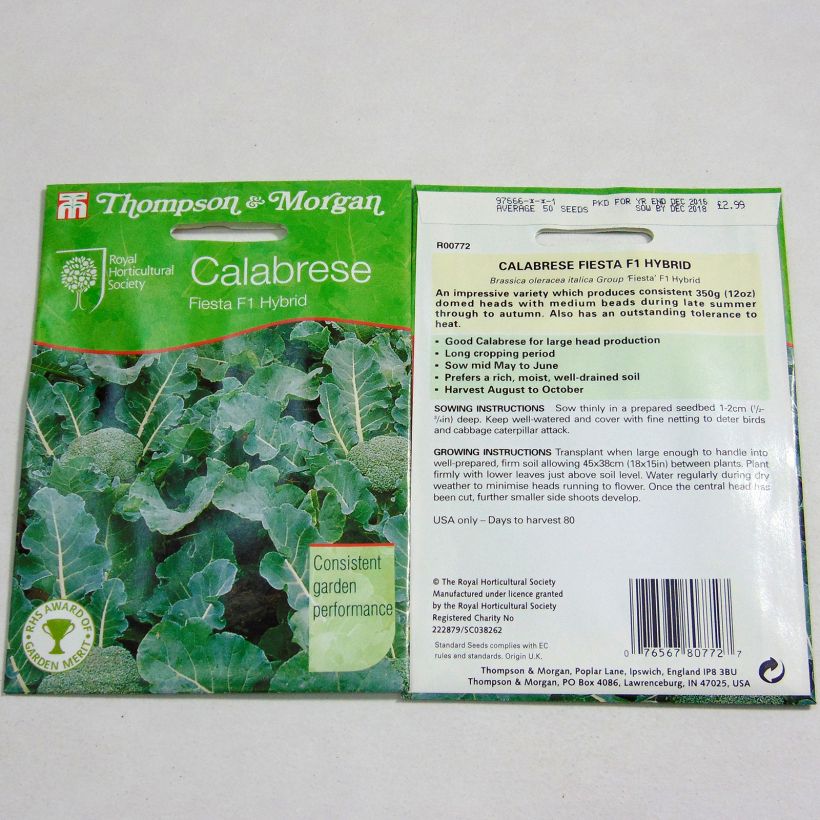 Thompson & Morgan
Royal
Horticultural
Society
Calabrese
Fiesta F1 Hybrid
Consistent
garden
performance
RHS AWARD OF
GARDEN MERIT
97566-x-x-1
AVERAGE 50 SEEDS
PKD FOR YR END DEC 2016
SOW BY DEC 2018
£2.99
R00772
CALABRESE FIESTA F1 HYBRID
Brassica oleracea italica Group 'Fiesta' F1 Hybrid
An impressive variety which produces consistent 350g (12oz)
domed heads with medium beads during late summer
through to autumn. Also has an outstanding tolerance to
heat.
• Good Calabrese for large head production
• Long cropping period
• Sow mid May to June
• Prefers a rich, moist, well-drained soil
• Harvest August to October
SOWING INSTRUCTIONS Sow thinly in a prepared seedbed 1-2cm (½-
¾in) deep. Keep well-watered and cover with fine netting to deter birds
and cabbage caterpillar attack.
GROWING INSTRUCTIONS Transplant when large enough to handle into
well-prepared, firm soil allowing 45x38cm (18x15in) between plants. Plant
firmly with lower leaves just above soil level. Water regularly during dry
weather to minimise heads running to flower. Once the central head has
been cut, further smaller side shoots develop.
USA only – Days to harvest 80
© The Royal Horticultural Society
Manufactured under licence granted
by the Royal Horticultural Society
Registered Charity No
222879/SC038262
Standard Seeds complies with EC
rules and standards. Origin U.K.
0 76567 80772 7
Thompson & Morgan, Poplar Lane, Ipswich, England IP8 3BU
Thompson & Morgan, PO Box 4086, Lawrenceburg, IN 47025, USA